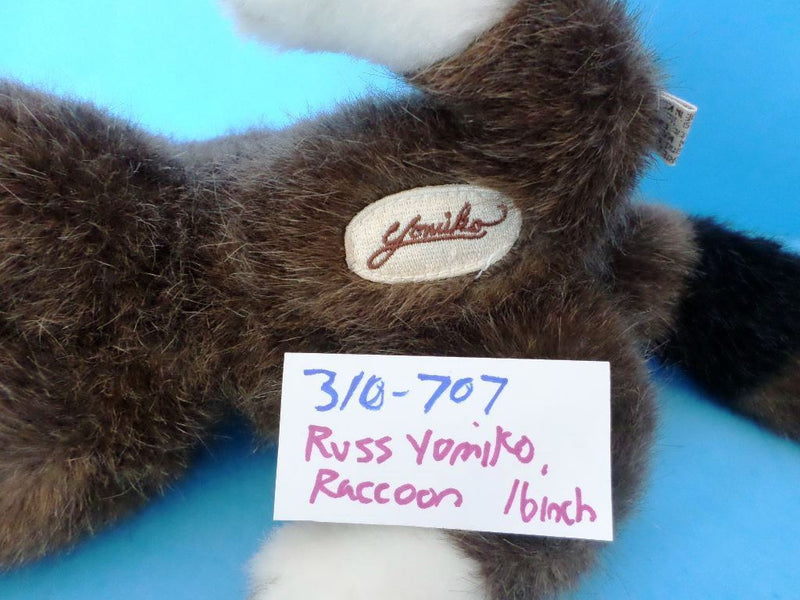 Yomiko
310-707
Russ Yomiko,
Raccoon 16inch